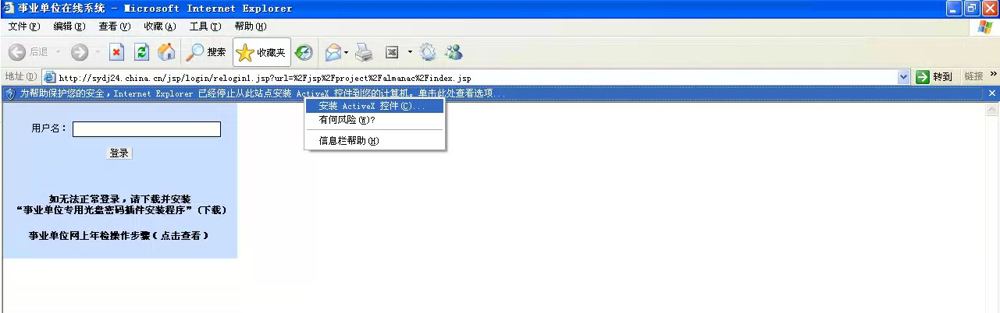 事业单位在线系统 - Microsoft Internet Explorer
文件(F) 编辑(E) 查看(V) 收藏(A) 工具(T) 帮助(H)
后退 搜索 收藏夹
地址(D) http://sydj24.china.cn/jsp/login/relogin1.jsp?url=%2Fjsp%2Fproject%2Falmanac%2Findex.jsp 转到 链接 »
为帮助保护您的安全，Internet Explorer 已经停止从此站点安装 ActiveX 控件到您的计算机。单击此处查看选项...
安装 ActiveX 控件(C)...
有何风险(W)?
信息栏帮助(H)
用户名：
登录
如无法正常登录，请下载并安装
“事业单位专用光盘密码插件安装程序”（下载）
事业单位网上年检操作步骤（点击查看）